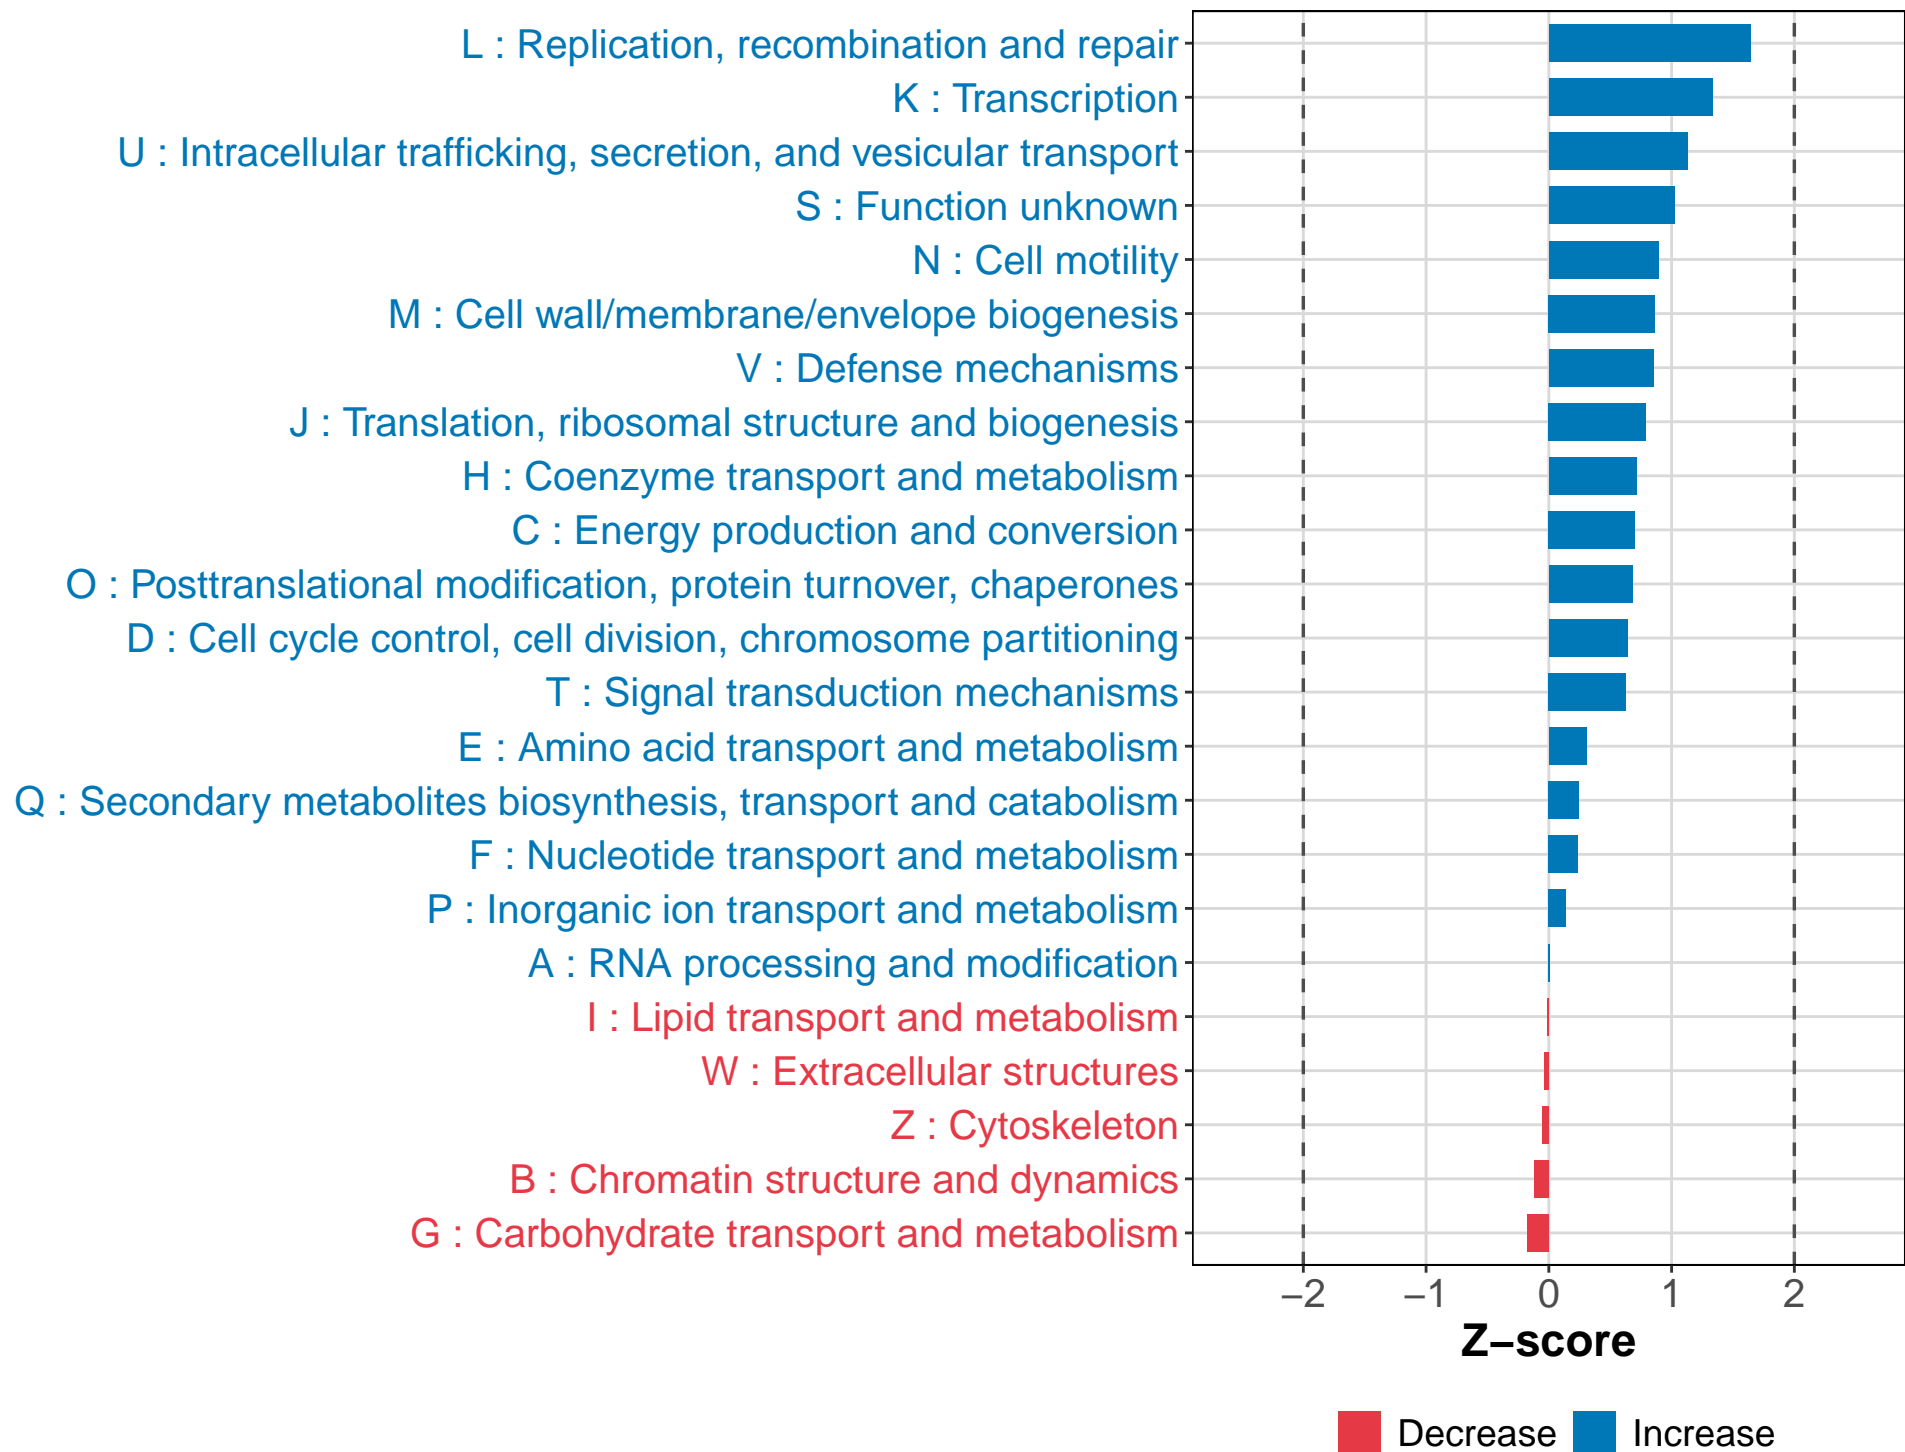 L : Replication, recombination and repair
K : Transcription
U : Intracellular trafficking, secretion, and vesicular transport
S : Function unknown
N : Cell motility
M : Cell wall/membrane/envelope biogenesis
V : Defense mechanisms
J : Translation, ribosomal structure and biogenesis
H : Coenzyme transport and metabolism
C : Energy production and conversion
O : Posttranslational modification, protein turnover, chaperones
D : Cell cycle control, cell division, chromosome partitioning
T : Signal transduction mechanisms
E : Amino acid transport and metabolism
Q : Secondary metabolites biosynthesis, transport and catabolism
F : Nucleotide transport and metabolism
P : Inorganic ion transport and metabolism
A : RNA processing and modification
I : Lipid transport and metabolism
W : Extracellular structures
Z : Cytoskeleton
B : Chromatin structure and dynamics
G : Carbohydrate transport and metabolism
−2 −1 0 1 2
Z−score
Decrease Increase